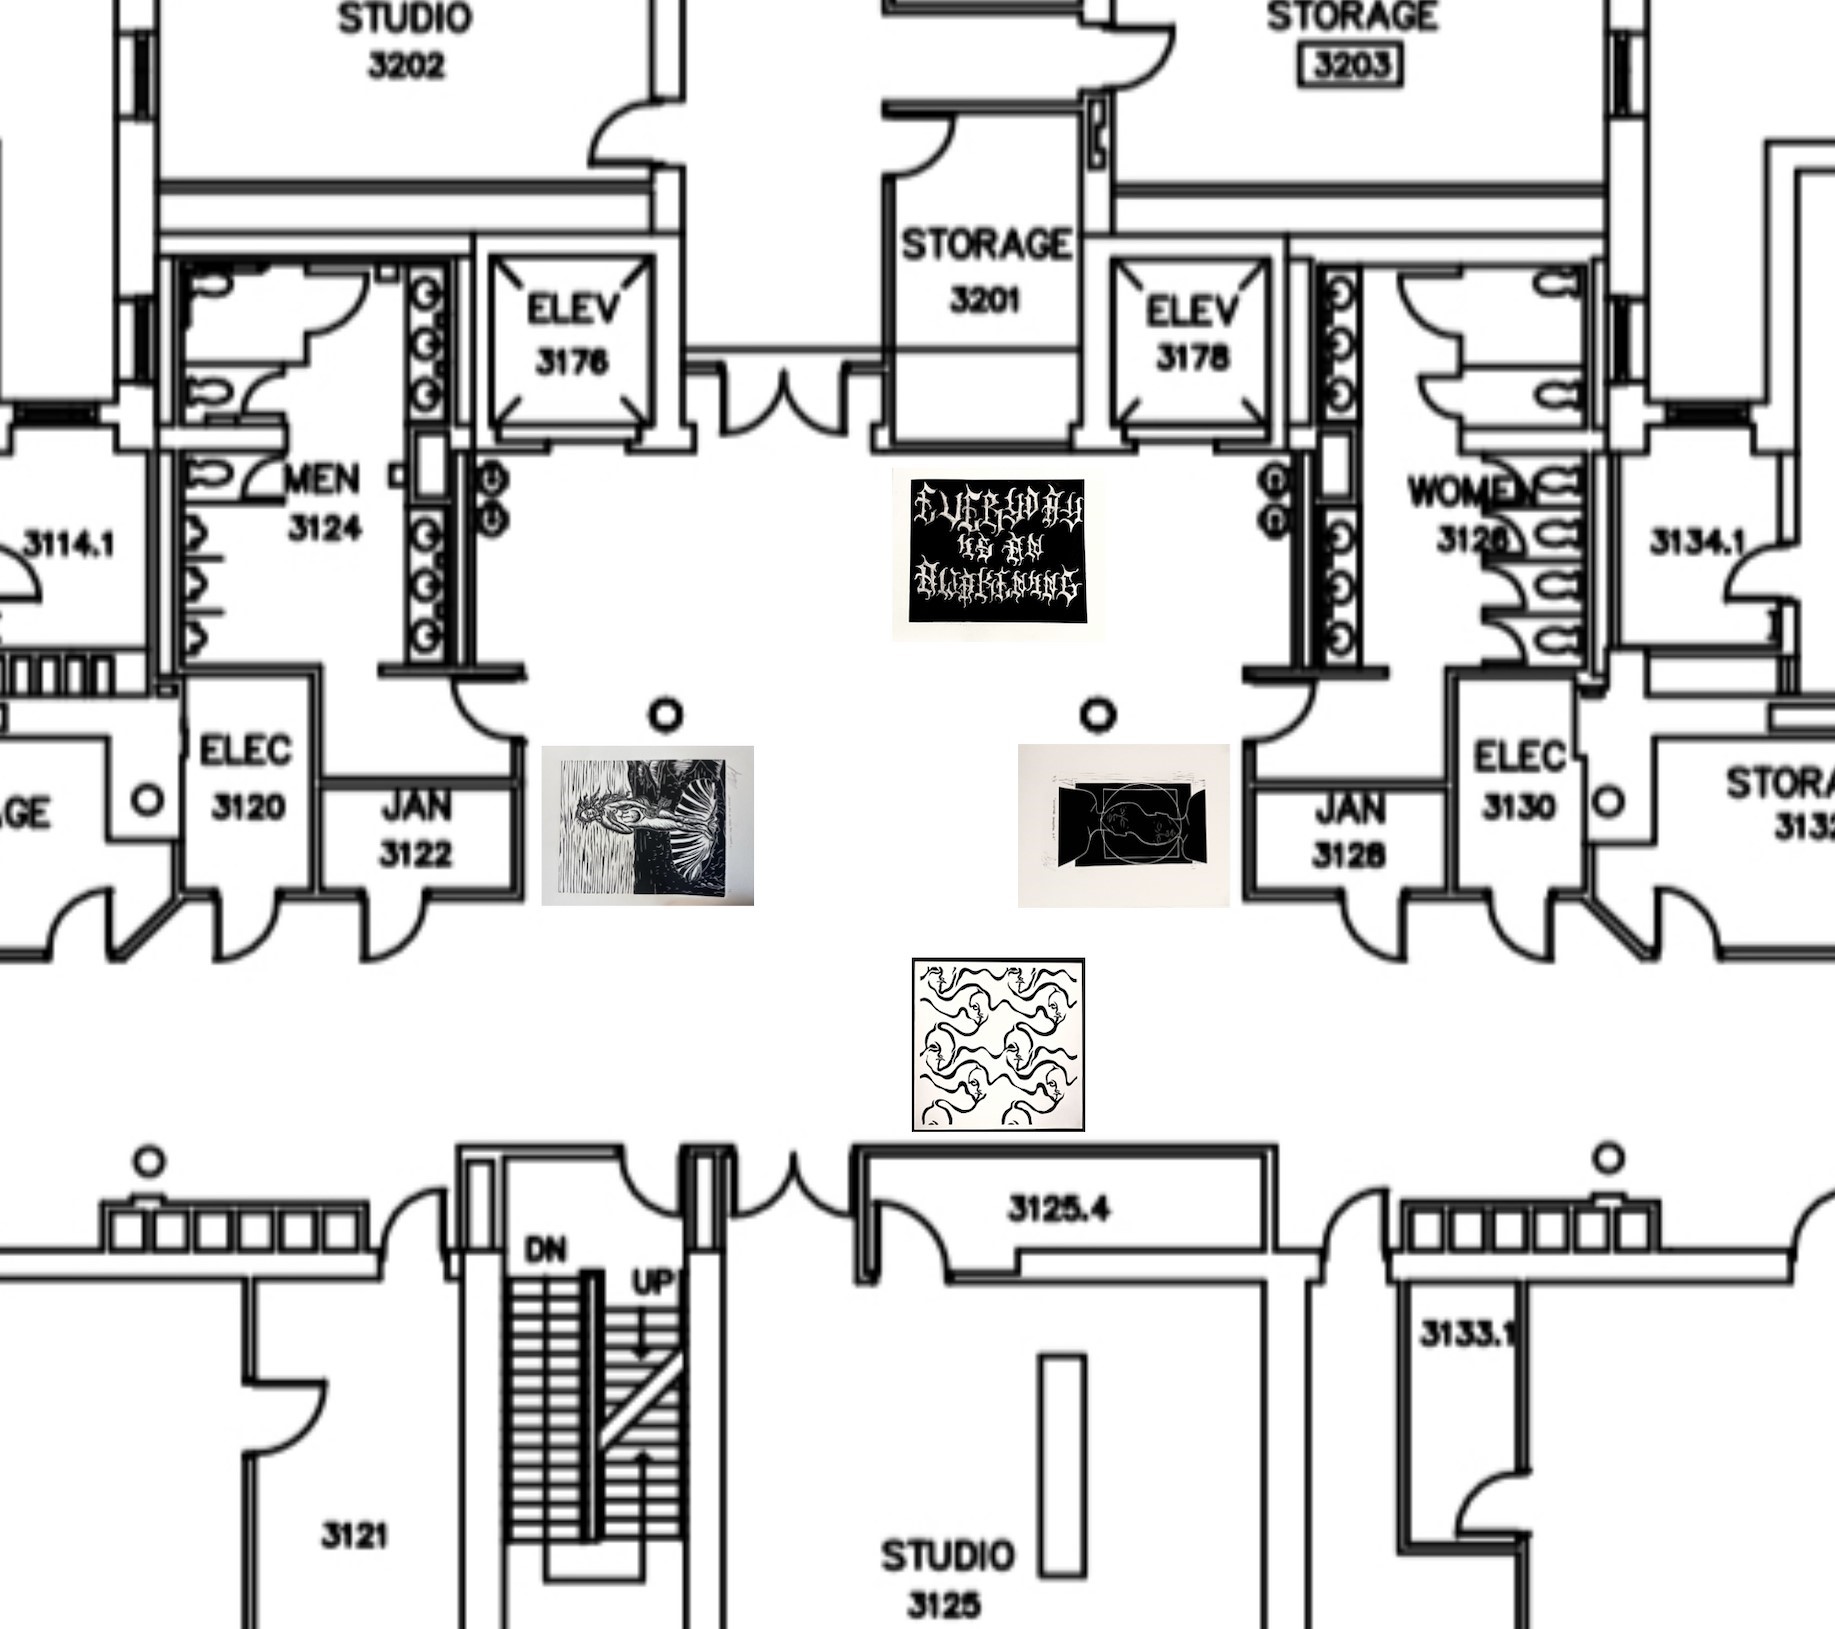 STUDIO
3202
STORAGE
3203
STORAGE
3201
ELEV
3176
ELEV
3178
MEN
3124
WOMEN
3126
3114.1
3134.1
EVERYDAY
IS AN
AWAKENING
ELEC
3120
JAN
3122
JAN
3128
ELEC
3130
AGE
STORA
3132
3125.4
DN
UP
3133.1
3121
STUDIO
3125